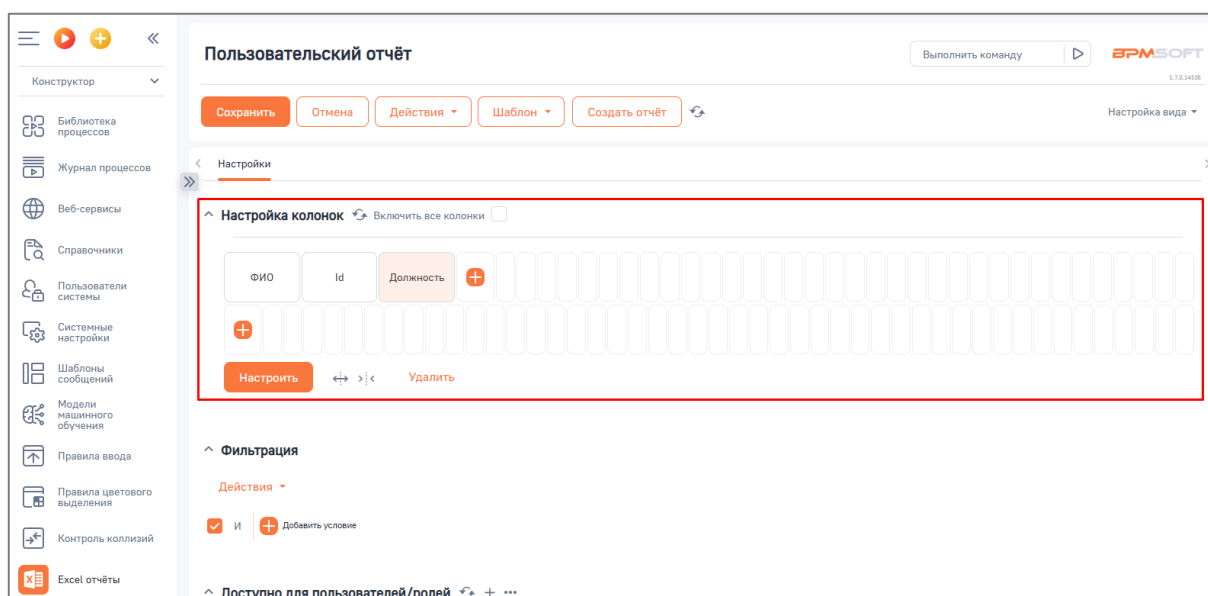 Пользовательский отчёт
Выполнить команду
BPMSOFT
1.7.0.14108
Конструктор
Сохранить
Отмена
Действия
Шаблон
Создать отчёт
Настройка вида
Библиотека
процессов
Журнал процессов
Веб-сервисы
Справочники
Пользователи
системы
Системные
настройки
Шаблоны
сообщений
Модели
машинного
обучения
Правила ввода
Правила цветового
выделения
Контроль коллизий
Excel отчёты
Настройки
Настройка колонок
Включить все колонки
ФИО
Id
Должность
Настроить
Удалить
Фильтрация
Действия
И
Добавить условие
Доступно для пользователей/ролей